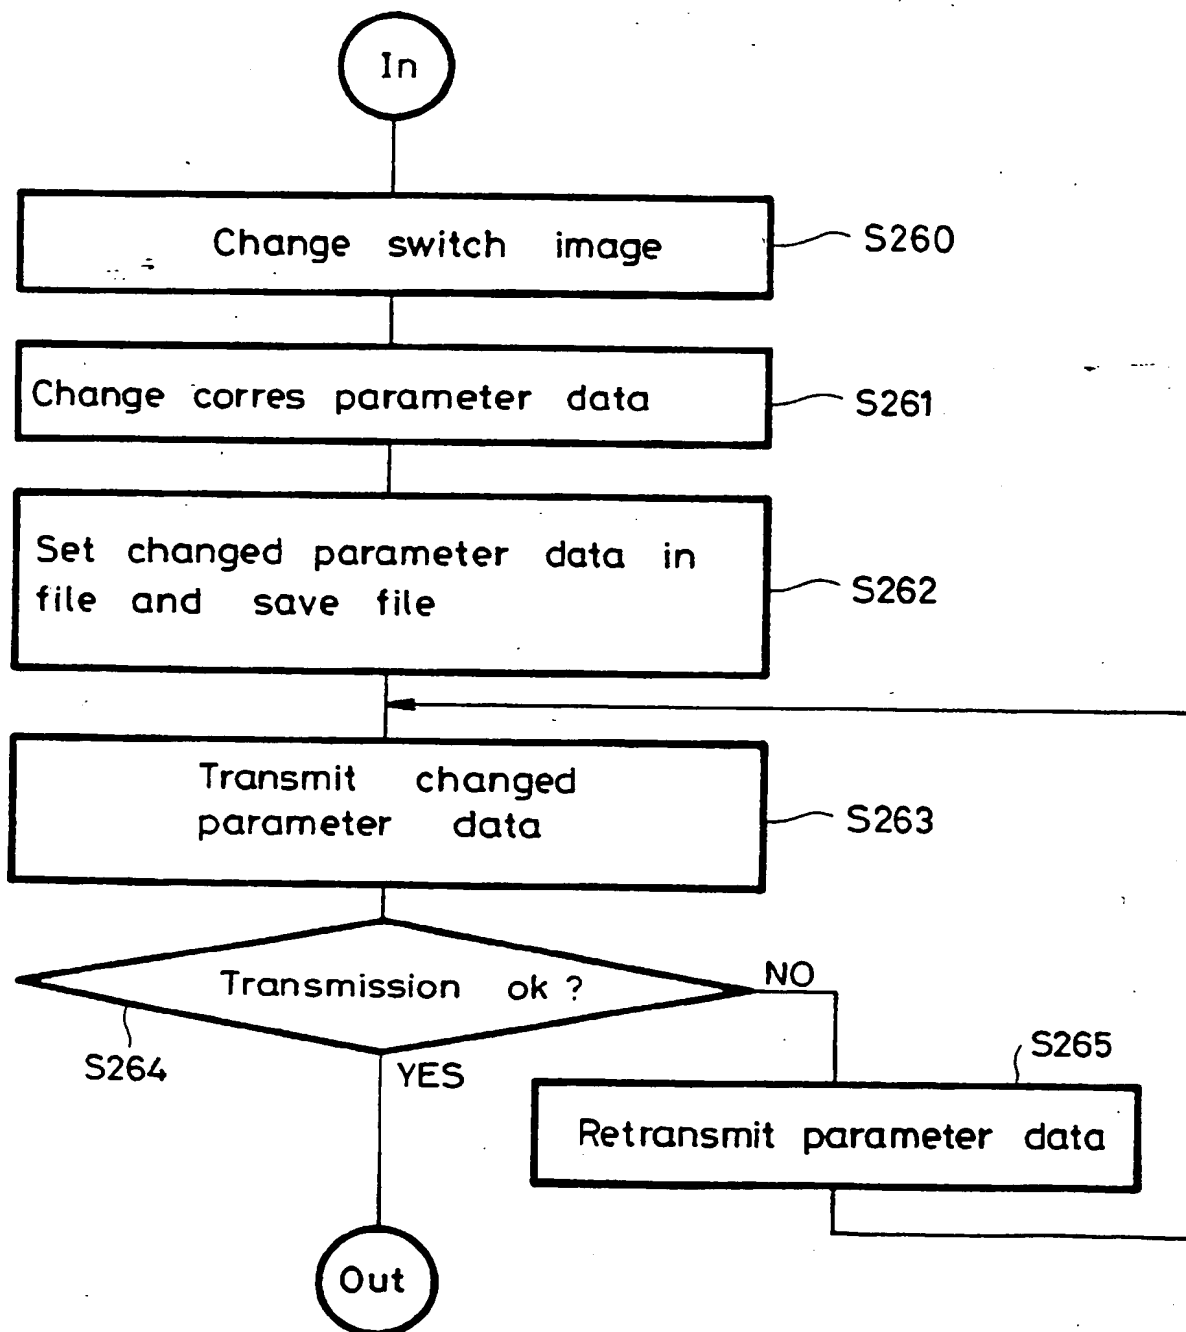 In
Change switch image
S260
Change corres parameter data
S261
Set changed parameter data in
file and save file
S262
Transmit changed
parameter data
S263
Transmission ok ?
NO
S264
YES
S265
Retransmit parameter data
Out